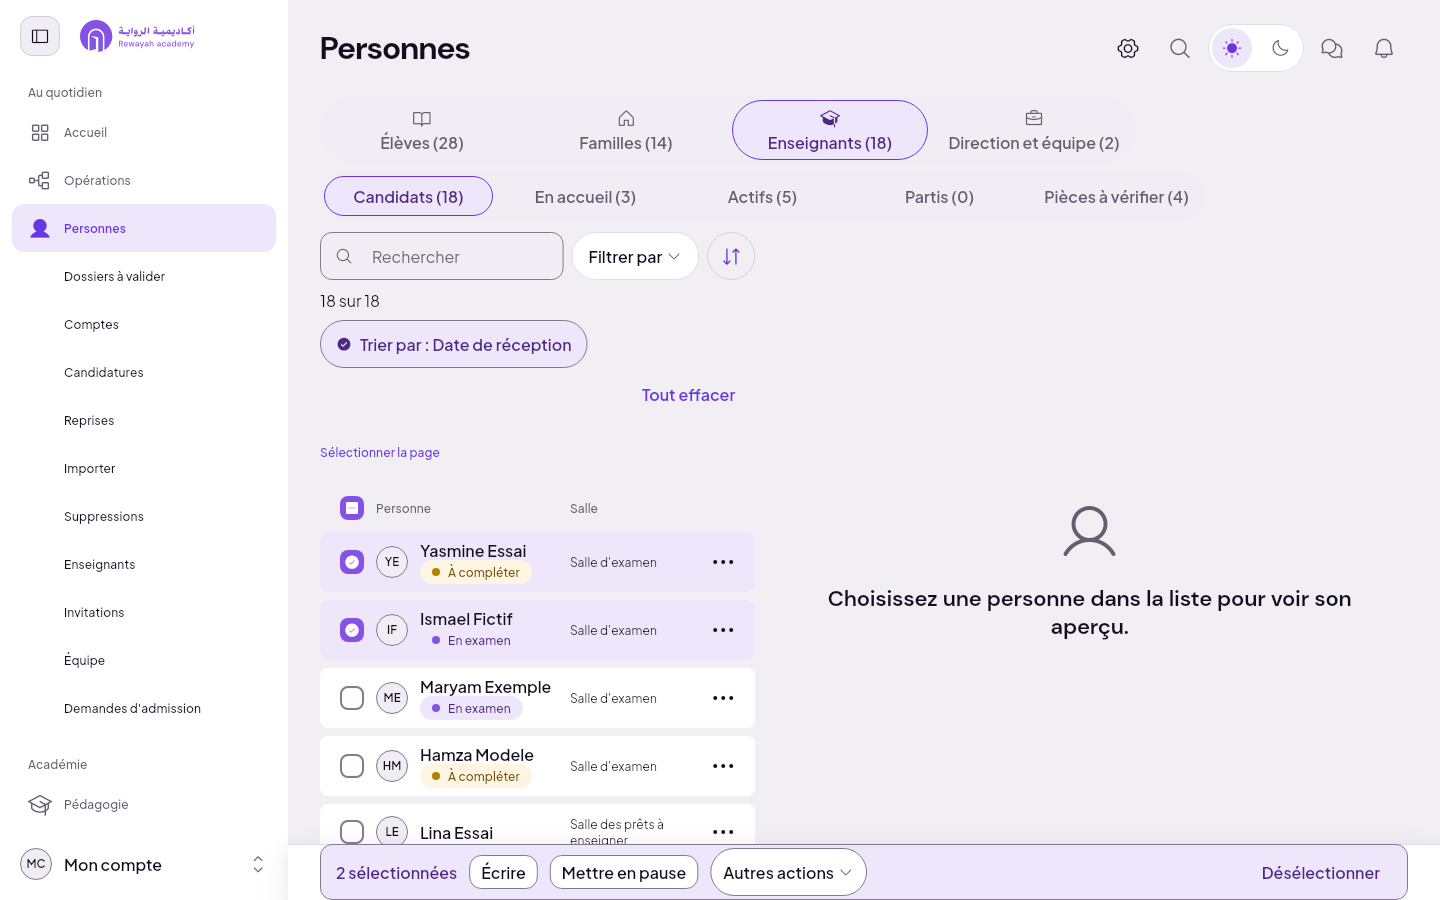 أكاديمية الرواية
Rewayah academy
Au quotidien
Accueil
Opérations
Personnes
Dossiers à valider
Comptes
Candidatures
Reprises
Importer
Suppressions
Enseignants
Invitations
Équipe
Demandes d'admission
Académie
Pédagogie
MC
Mon compte
Personnes
Élèves (28)
Familles (14)
Enseignants (18)
Direction et équipe (2)
Candidats (18)
En accueil (3)
Actifs (5)
Partis (0)
Pièces à vérifier (4)
Rechercher
Filtrer par
18 sur 18
Trier par : Date de réception
Tout effacer
Sélectionner la page
Personne
Salle
YE
Yasmine Essai
À compléter
Salle d'examen
IF
Ismael Fictif
En examen
Salle d'examen
ME
Maryam Exemple
En examen
Salle d'examen
HM
Hamza Modele
À compléter
Salle d'examen
LE
Lina Essai
Salle des prêts à
enseigner
Choisissez une personne dans la liste pour voir son
aperçu.
2 sélectionnées
Écrire
Mettre en pause
Autres actions
Désélectionner